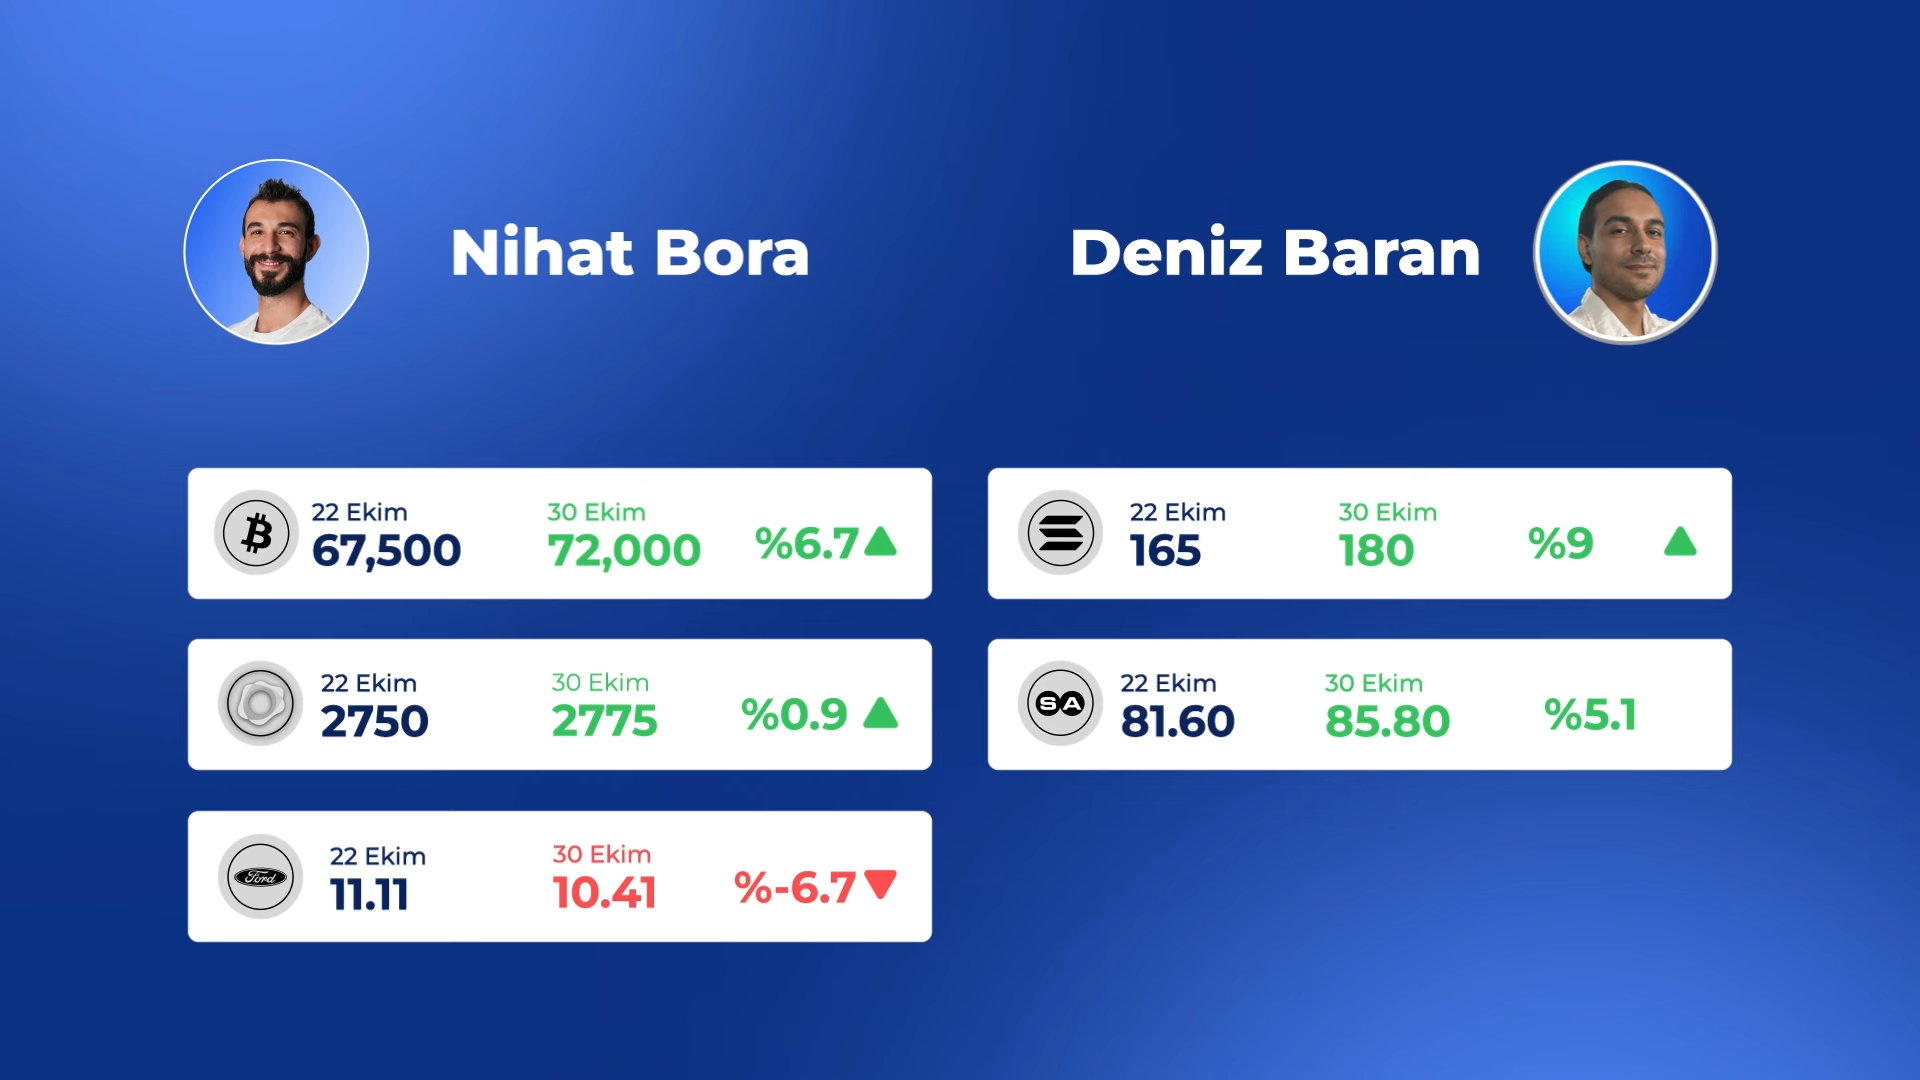 Nihat Bora
Deniz Baran
22 Ekim
67,500
30 Ekim
72,000
%6.7
22 Ekim
2750
30 Ekim
2775
%0.9
Ford
22 Ekim
11.11
30 Ekim
10.41
%-6.7
22 Ekim
165
30 Ekim
180
%9
SA
22 Ekim
81.60
30 Ekim
85.80
%5.1